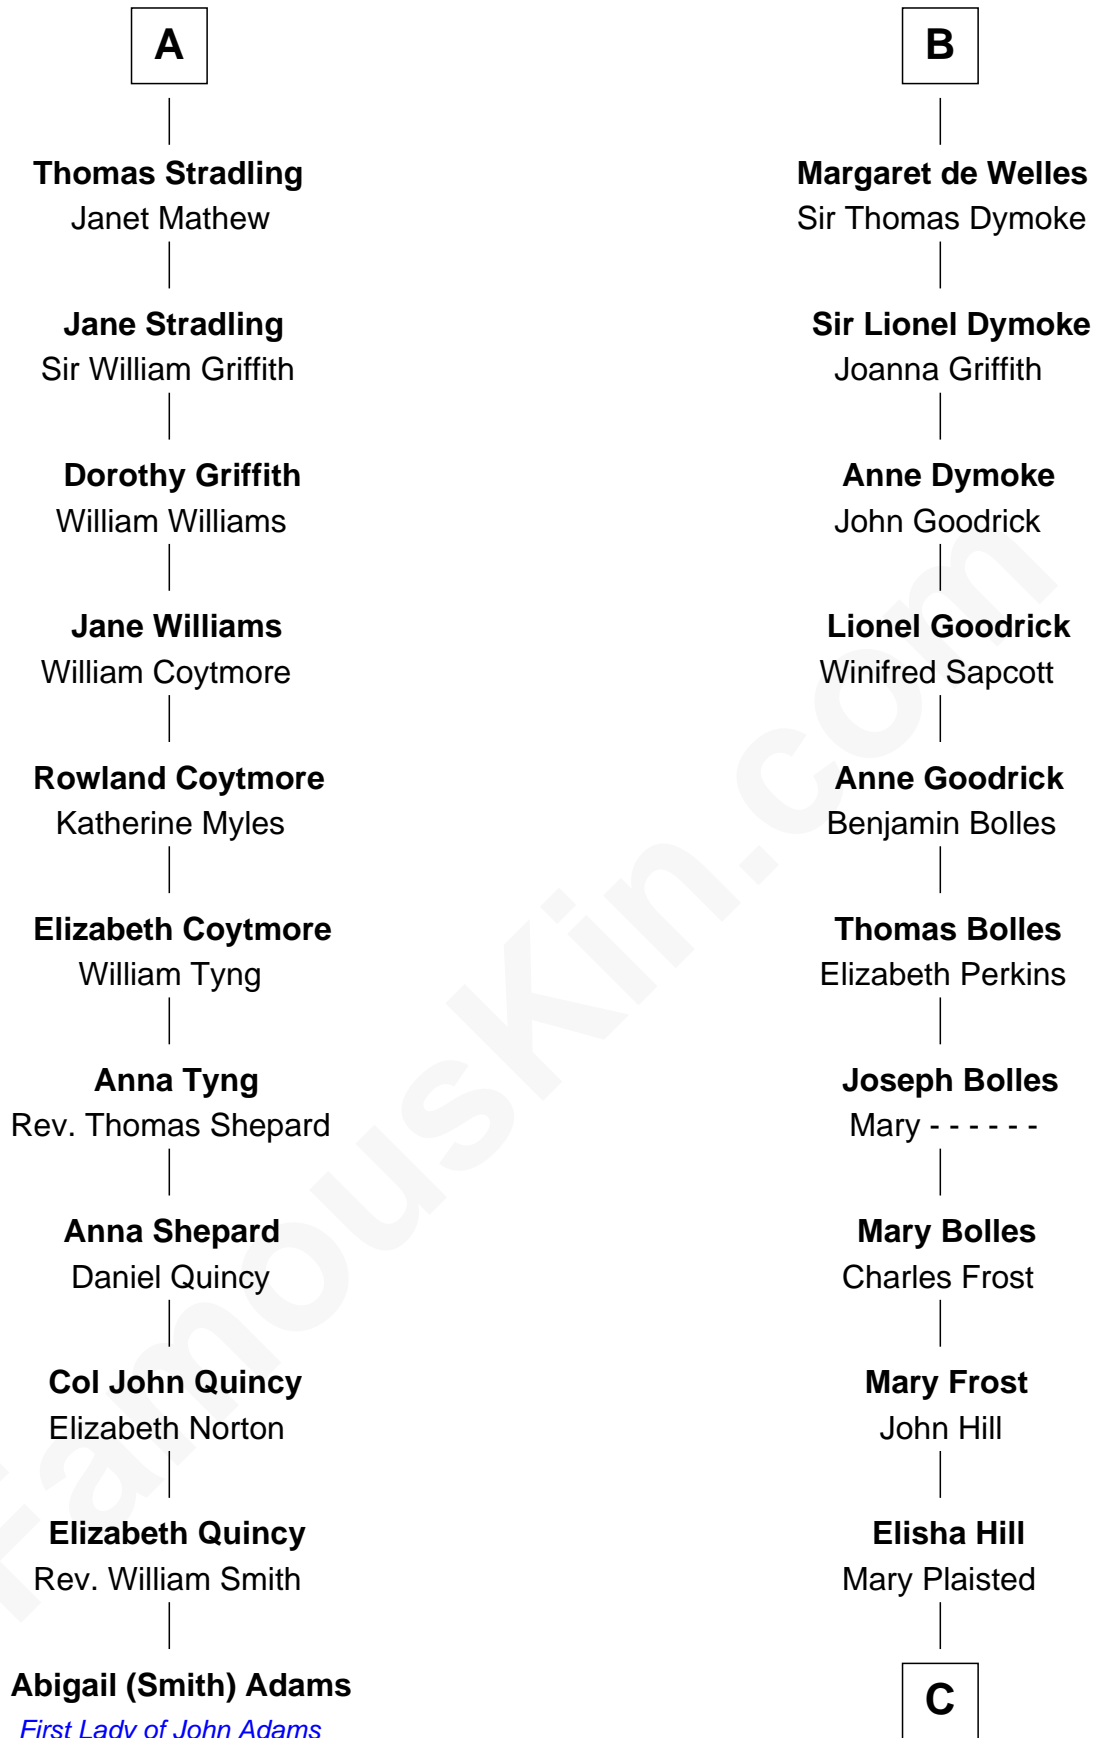 A
Thomas Stradling
Janet Mathew
Jane Stradling
Sir William Griffith
Dorothy Griffith
William Williams
Jane Williams
William Coytmore
Rowland Coytmore
Katherine Myles
Elizabeth Coytmore
William Tyng
Anna Tyng
Rev. Thomas Shepard
Anna Shepard
Daniel Quincy
Col John Quincy
Elizabeth Norton
Elizabeth Quincy
Rev. William Smith
Abigail (Smith) Adams
First Lady of John Adams
B
Margaret de Welles
Sir Thomas Dymoke
Sir Lionel Dymoke
Joanna Griffith
Anne Dymoke
John Goodrick
Lionel Goodrick
Winifred Sapcott
Anne Goodrick
Benjamin Bolles
Thomas Bolles
Elizabeth Perkins
Joseph Bolles
Mary - - - - - -
Mary Bolles
Charles Frost
Mary Frost
John Hill
Elisha Hill
Mary Plaisted
C
FamousKin.com